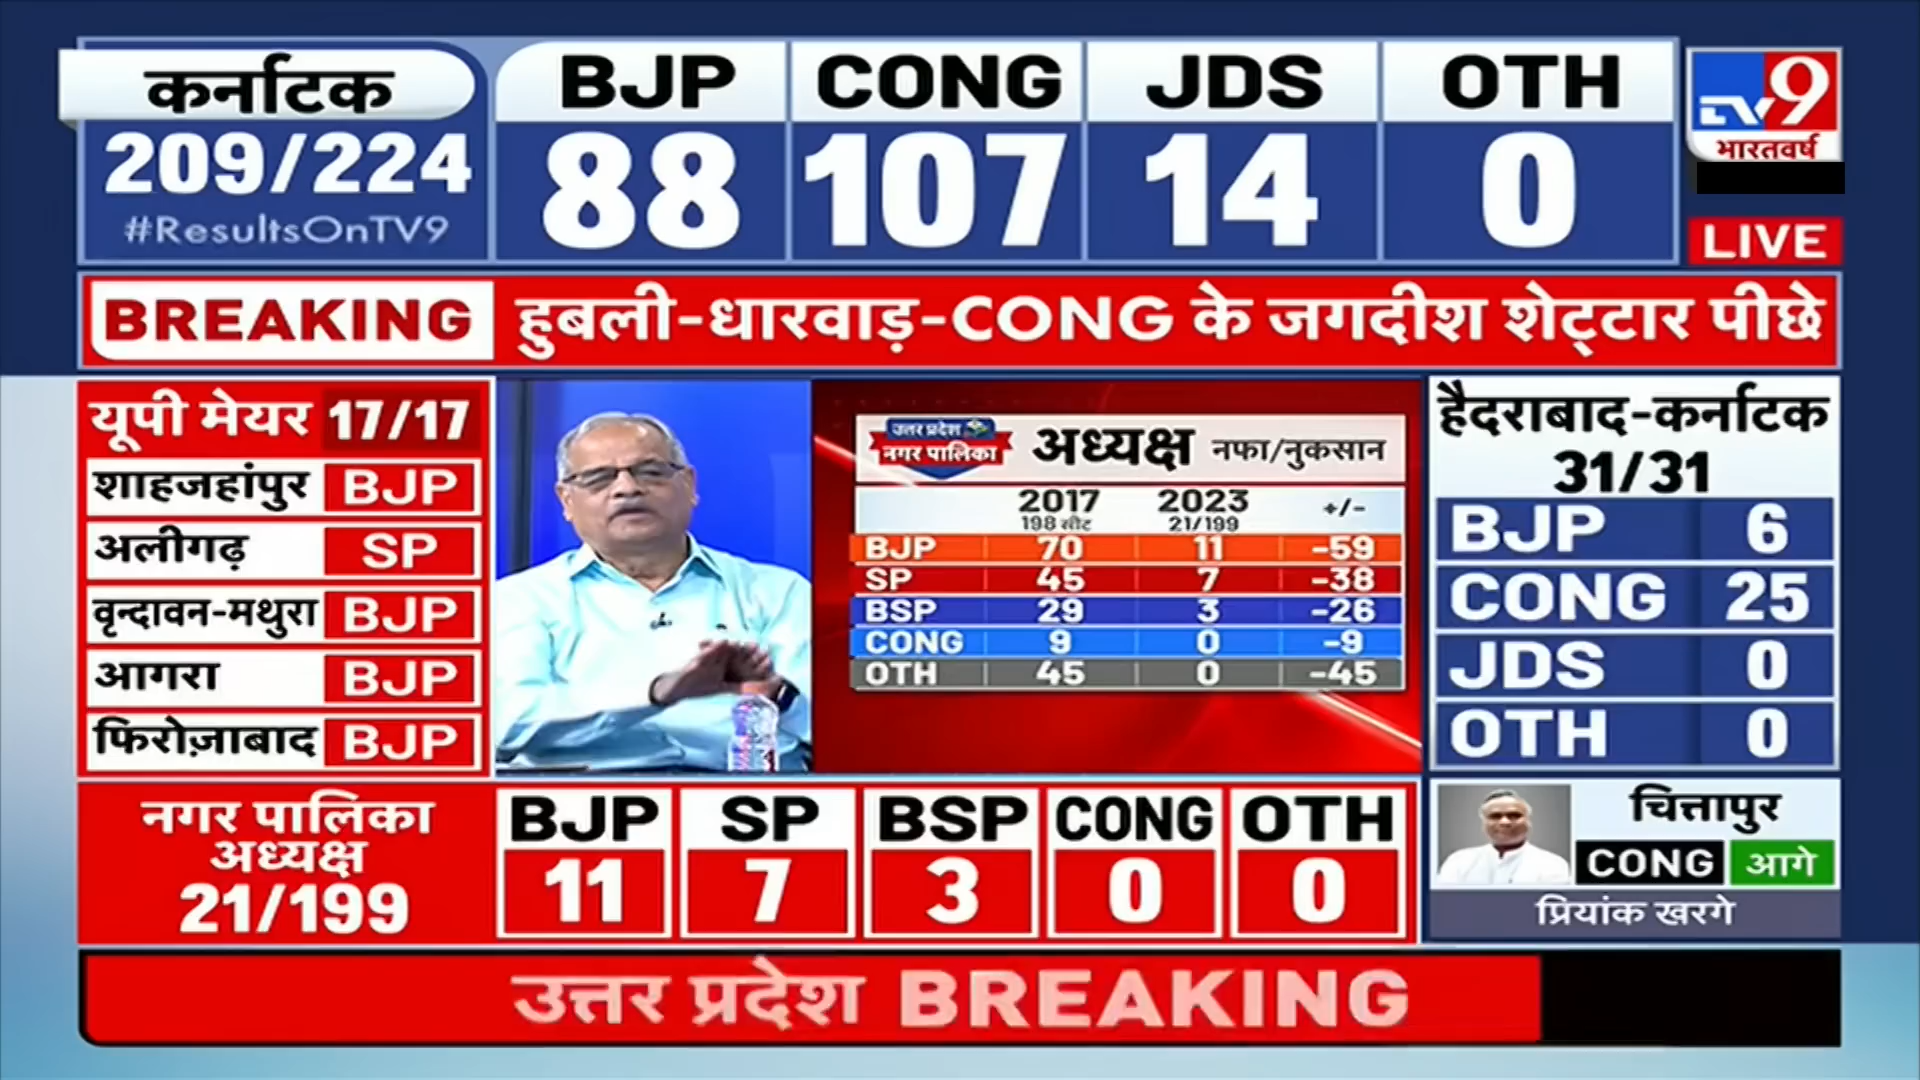 कर्नाटक
209/224
#ResultsOnTV9
BJP CONG JDS OTH
88 107 14 0
TV9
भारतवर्ष
LIVE
BREAKING हुबली-धारवाड़-CONG के जगदीश शेट्टार पीछे
यूपी मेयर 17/17
शाहजहांपुर BJP
अलीगढ़ SP
वृन्दावन-मथुरा BJP
आगरा BJP
फिरोज़ाबाद BJP
उत्तर प्रदेश
नगर पालिका
अध्यक्ष नफा/नुकसान
2017 2023 +/-
198 सीट 21/199
BJP 70 11 -59
SP 45 7 -38
BSP 29 3 -26
CONG 9 0 -9
OTH 45 0 -45
हैदराबाद-कर्नाटक
31/31
BJP 6
CONG 25
JDS 0
OTH 0
नगर पालिका
अध्यक्ष
21/199
BJP SP BSP CONG OTH
11 7 3 0 0
चित्तापुर
CONG आगे
प्रियांक खरगे
उत्तर प्रदेश BREAKING